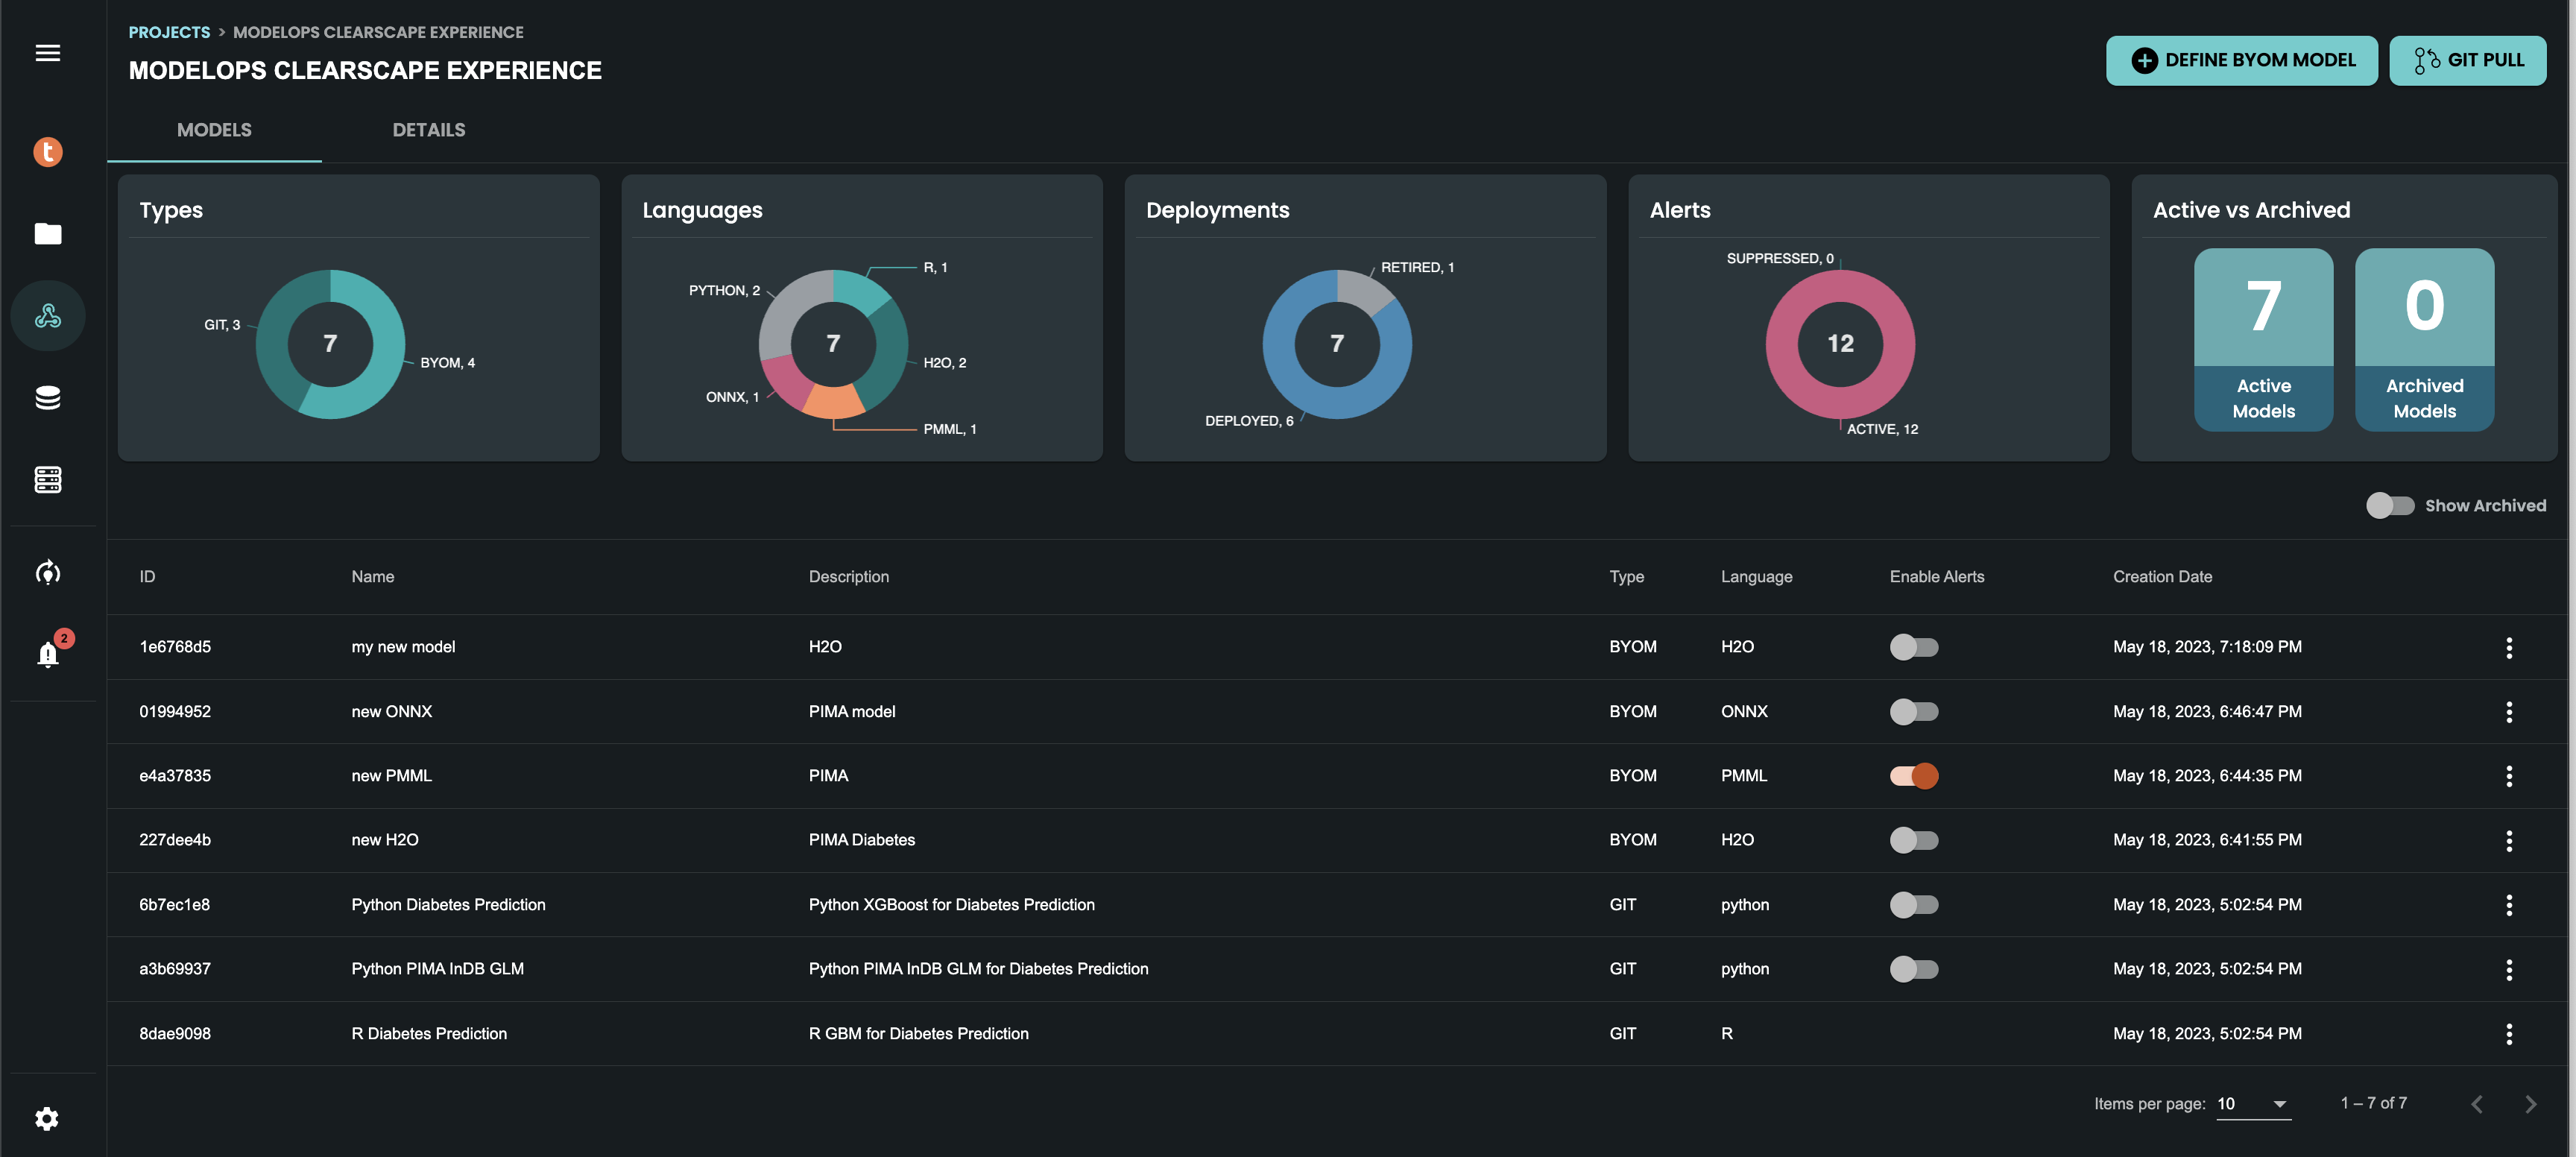 PROJECTS > MODELOPS CLEARSCAPE EXPERIENCE
MODELOPS CLEARSCAPE EXPERIENCE
DEFINE BYOM MODEL
GIT PULL
MODELS DETAILS
t
2
Types
GIT, 3
7
BYOM, 4
Languages
R, 1
PYTHON, 2
7
H2O, 2
ONNX, 1
PMML, 1
Deployments
RETIRED, 1
7
DEPLOYED, 6
Alerts
SUPPRESSED, 0
12
ACTIVE, 12
Active vs Archived
7
Active
Models
0
Archived
Models
Show Archived
ID Name Description Type Language Enable Alerts Creation Date
1e6768d5 my new model H2O BYOM H2O May 18, 2023, 7:18:09 PM
01994952 new ONNX PIMA model BYOM ONNX May 18, 2023, 6:46:47 PM
e4a37835 new PMML PIMA BYOM PMML May 18, 2023, 6:44:35 PM
227dee4b new H2O PIMA Diabetes BYOM H2O May 18, 2023, 6:41:55 PM
6b7ec1e8 Python Diabetes Prediction Python XGBoost for Diabetes Prediction GIT python May 18, 2023, 5:02:54 PM
a3b69937 Python PIMA InDB GLM Python PIMA InDB GLM for Diabetes Prediction GIT python May 18, 2023, 5:02:54 PM
8dae9098 R Diabetes Prediction R GBM for Diabetes Prediction GIT R May 18, 2023, 5:02:54 PM
Items per page: 10 1 – 7 of 7